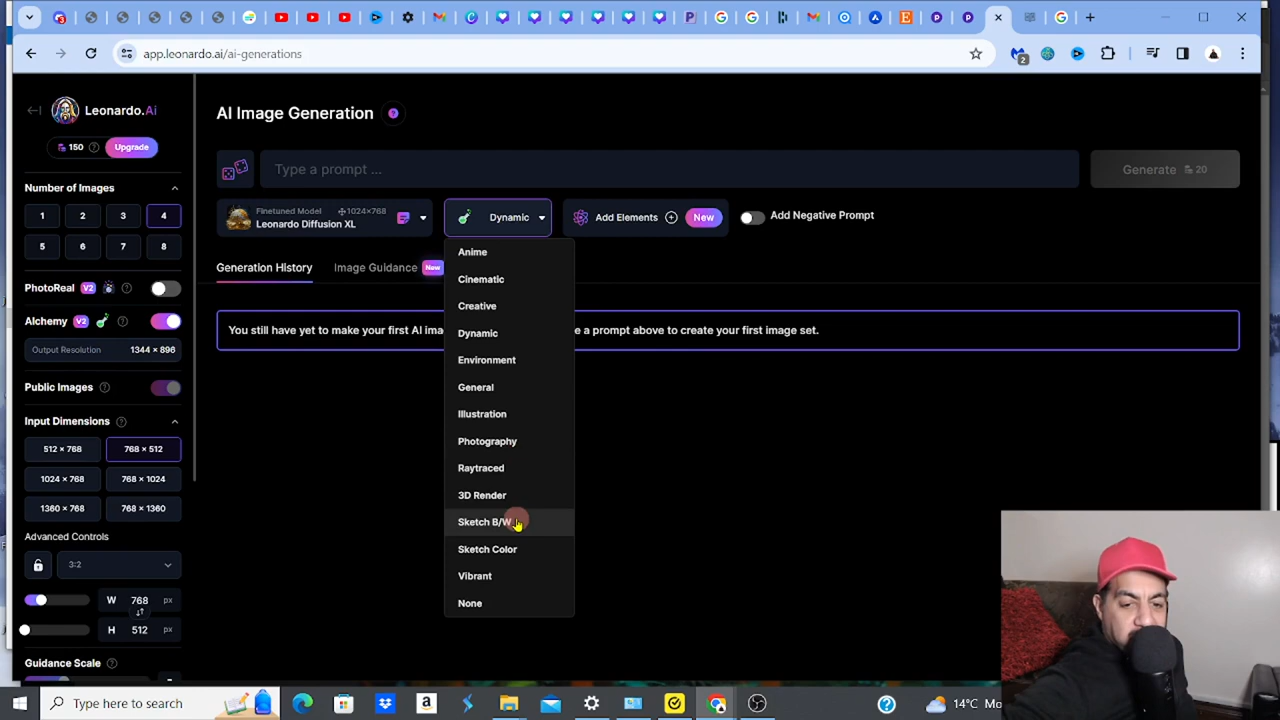 app.leonardo.ai/ai-generations
2
Leonardo.Ai
AI Image Generation
?
150
?
Upgrade
Type a prompt ...
Generate 20
Number of Images
1
2
3
4
5
6
7
8
Finetuned Model 1024×768
Leonardo Diffusion XL
Dynamic
Add Elements
New
Add Negative Prompt
Generation History
Image Guidance
New
You still have yet to make your first AI ima
e a prompt above to create your first image set.
Anime
Cinematic
Creative
Dynamic
Environment
General
Illustration
Photography
Raytraced
3D Render
Sketch B/W
Sketch Color
Vibrant
None
PhotoReal V2 ?
Alchemy V2 ?
Output Resolution 1344 × 896
Public Images ?
Input Dimensions ?
512 × 768
768 × 512
1024 × 768
768 × 1024
1360 × 768
768 × 1360
Advanced Controls
3:2
W 768 px
H 512 px
Guidance Scale ?
Type here to search
14°C Mo